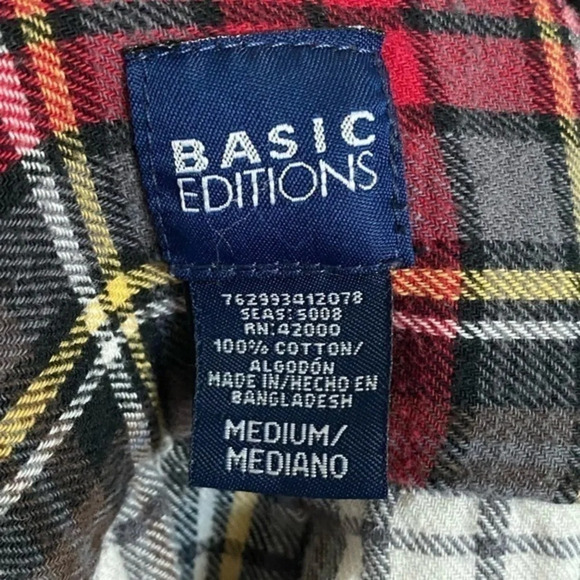 BASIC
EDITIONS
762993412078
SEAS:5008
RN:42000
100% COTTON/
ALGODÓN
MADE IN/HECHO EN
BANGLADESH
MEDIUM/
MEDIANO